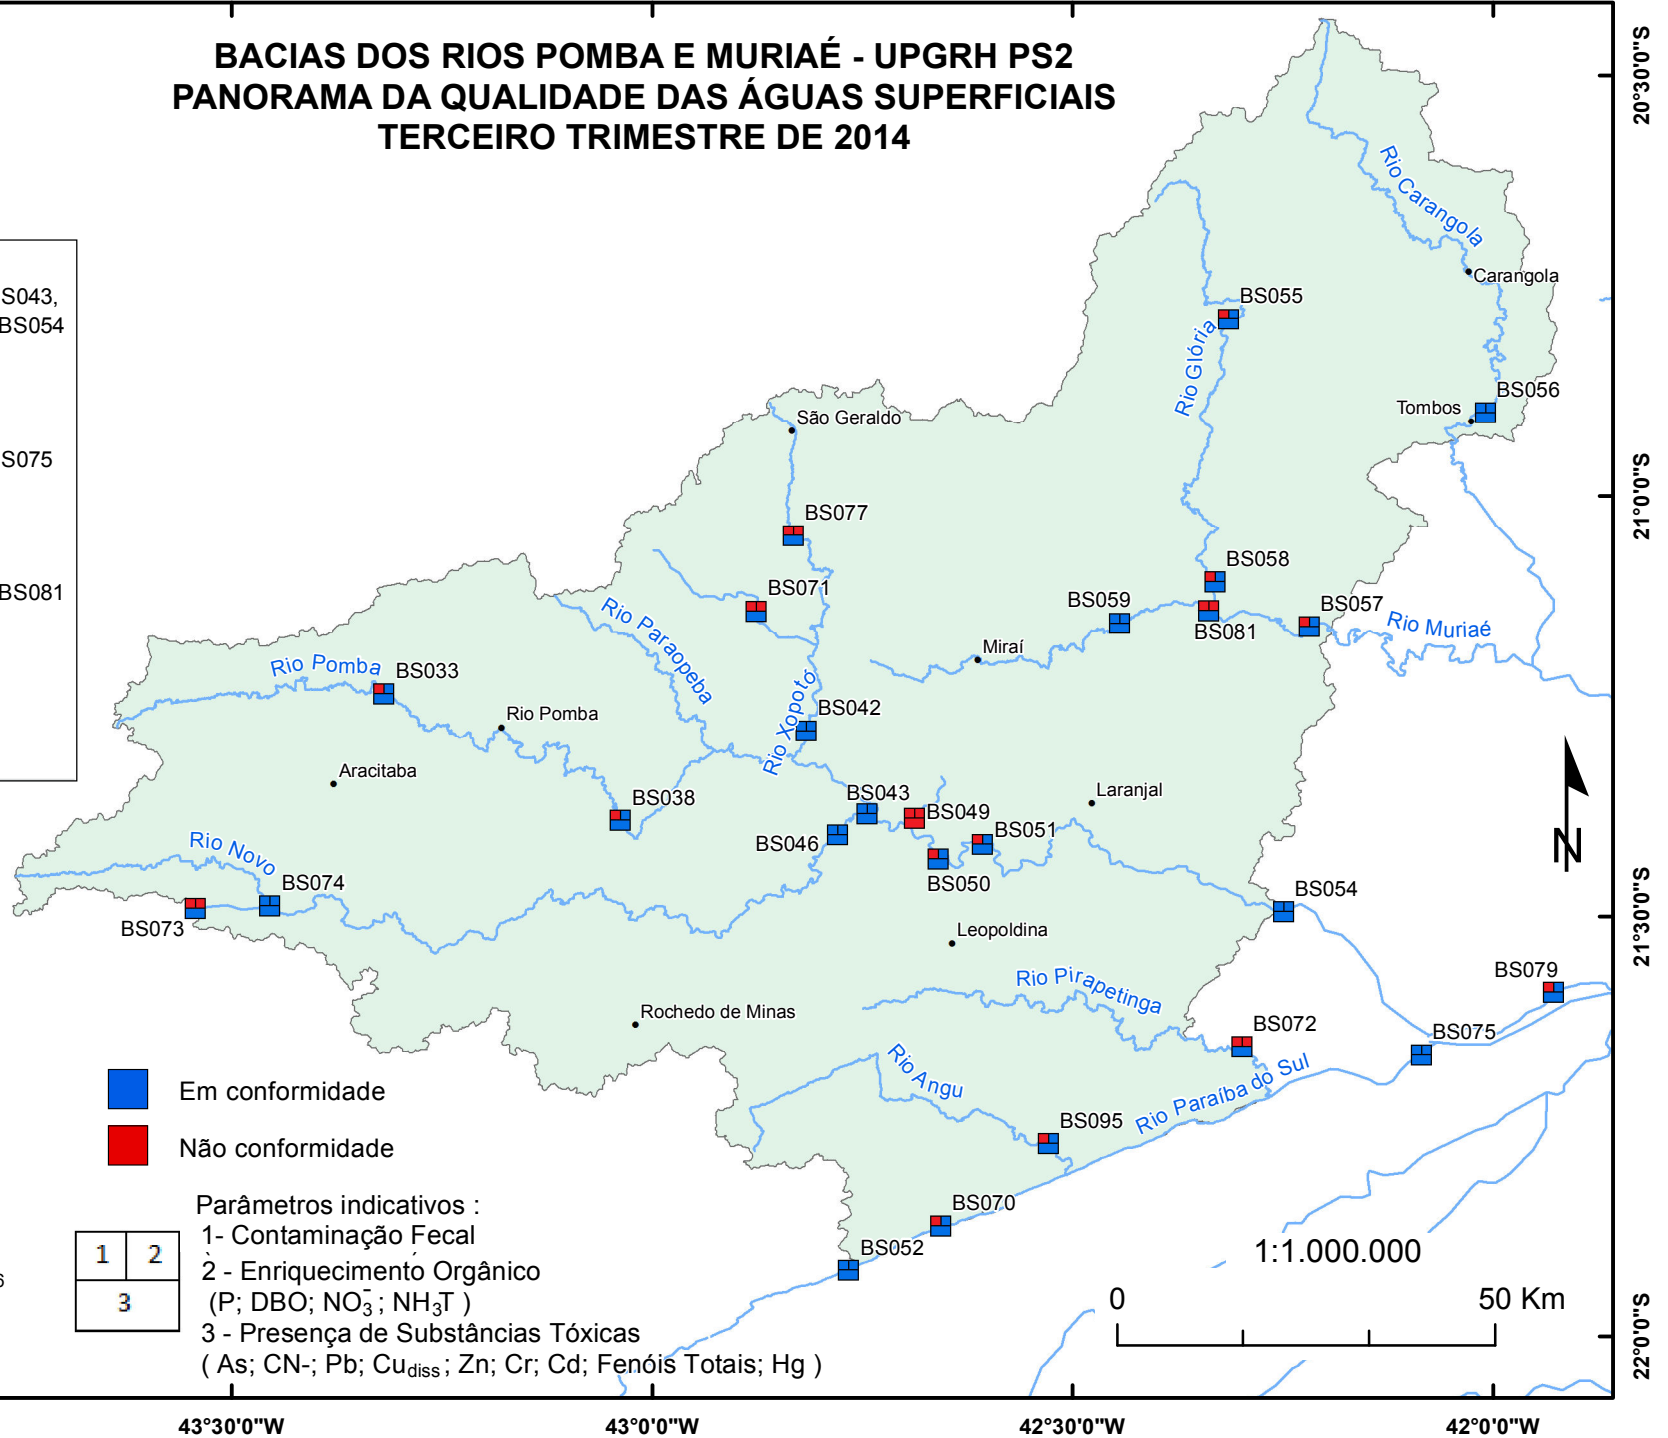 BACIAS DOS RIOS POMBA E MURIAÉ - UPGRH PS2
PANORAMA DA QUALIDADE DAS ÁGUAS SUPERFICIAIS
TERCEIRO TRIMESTRE DE 2014
20°30'0"S
Rio Carangola
Carangola
S043,
BS054
BS055
Rio Glória
BS056
Tombos
São Geraldo
S075
21°0'0"S
BS077
BS058
BS071
BS081
BS059
BS057
BS081
Rio Muriaé
Rio Paraopeba
Miraí
Rio Pomba
BS033
Rio Pomba
BS042
Rio Xopotó
Aracitaba
BS038
BS043
BS049
Laranjal
BS046
BS051
BS050
Rio Novo
BS074
BS073
BS054
21°30'0"S
Leopoldina
Rio Pirapetinga
BS079
Rochedo de Minas
BS072
BS075
Rio Angu
Rio Paraíba do Sul
BS095
BS070
BS052
Em conformidade
Não conformidade
Parâmetros indicativos :
1 2
3
1- Contaminação Fecal
2 - Enriquecimento Orgânico
(P; DBO; NO₃⁻; NH₃T )
3 - Presença de Substâncias Tóxicas
( As; CN-; Pb; Cu diss ; Zn; Cr; Cd; Fenóis Totais; Hg )
6
1:1.000.000
0 50 Km
N
22°0'0"S
43°30'0"W 43°0'0"W 42°30'0"W 42°0'0"W